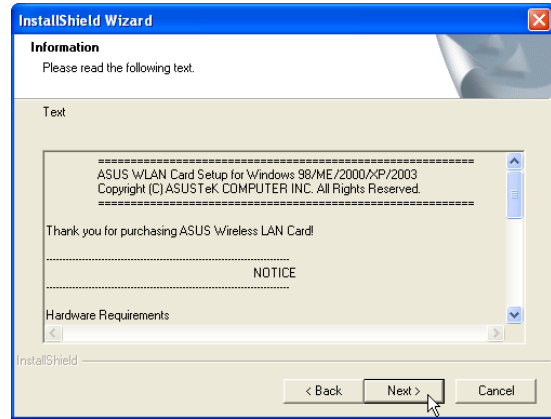 InstallShield Wizard
Information
Please read the following text.
Text
=====================================================
ASUS WLAN Card Setup for Windows 98/ME/2000/XP/2003
Copyright (C) ASUSTeK COMPUTER INC. All Rights Reserved.
=====================================================
Thank you for purchasing ASUS Wireless LAN Card!
------------------------------------------------------------
NOTICE
------------------------------------------------------------
Hardware Requirements
InstallShield
< Back Next > Cancel